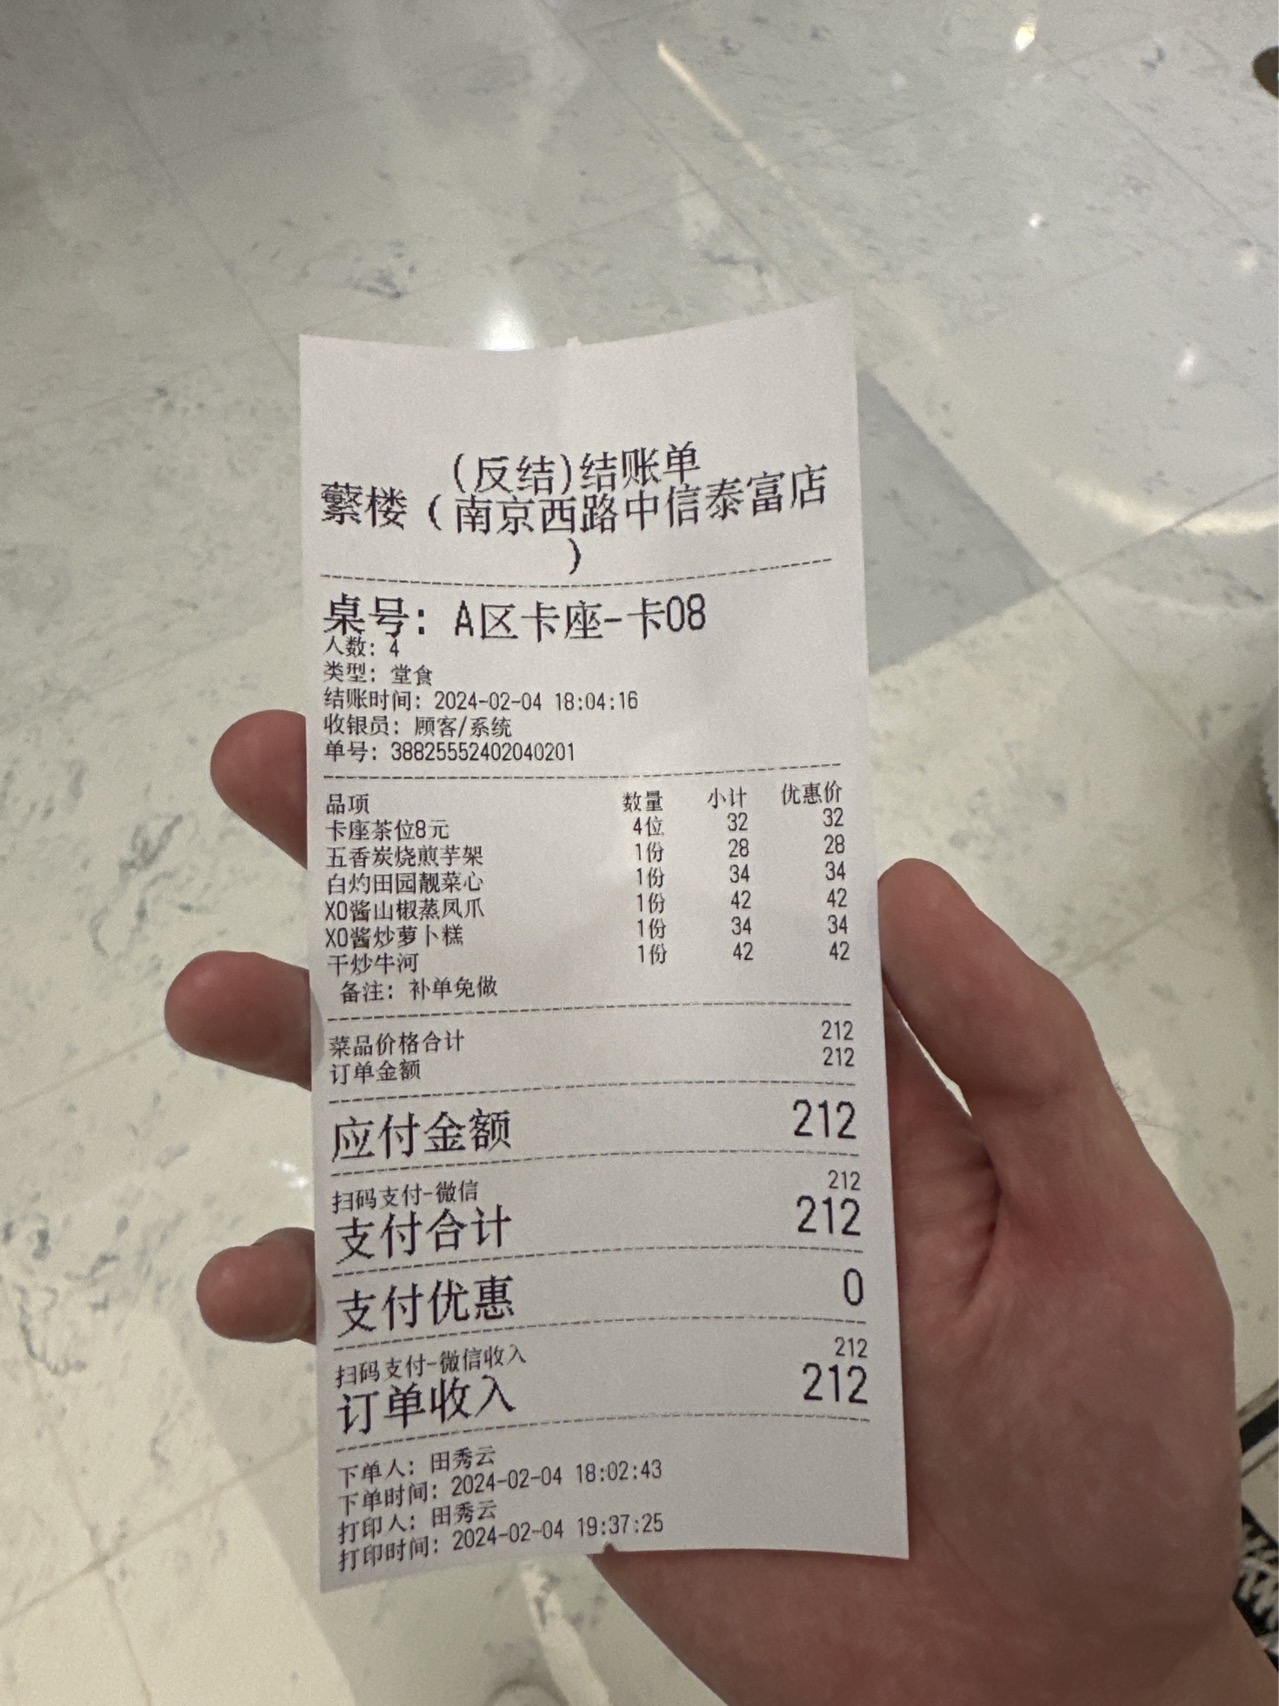 (反结)结账单
蘩楼（南京西路中信泰富店
）
桌号: A区卡座-卡08
人数: 4
类型: 堂食
结账时间: 2024-02-04 18:04:16
收银员: 顾客/系统
单号: 38825552402040201
品项 数量 小计 优惠价
卡座茶位8元 4位 32 32
五香炭烧煎芋架 1份 28 28
白灼田园靓菜心 1份 34 34
XO酱山椒蒸凤爪 1份 42 42
XO酱炒萝卜糕 1份 34 34
干炒牛河 1份 42 42
备注: 补单免做
菜品价格合计 212
订单金额 212
应付金额 212
扫码支付-微信 212
支付合计 212
支付优惠 0
扫码支付-微信收入 212
订单收入 212
下单人: 田秀云
下单时间: 2024-02-04 18:02:43
打印人: 田秀云
打印时间: 2024-02-04 19:37:25